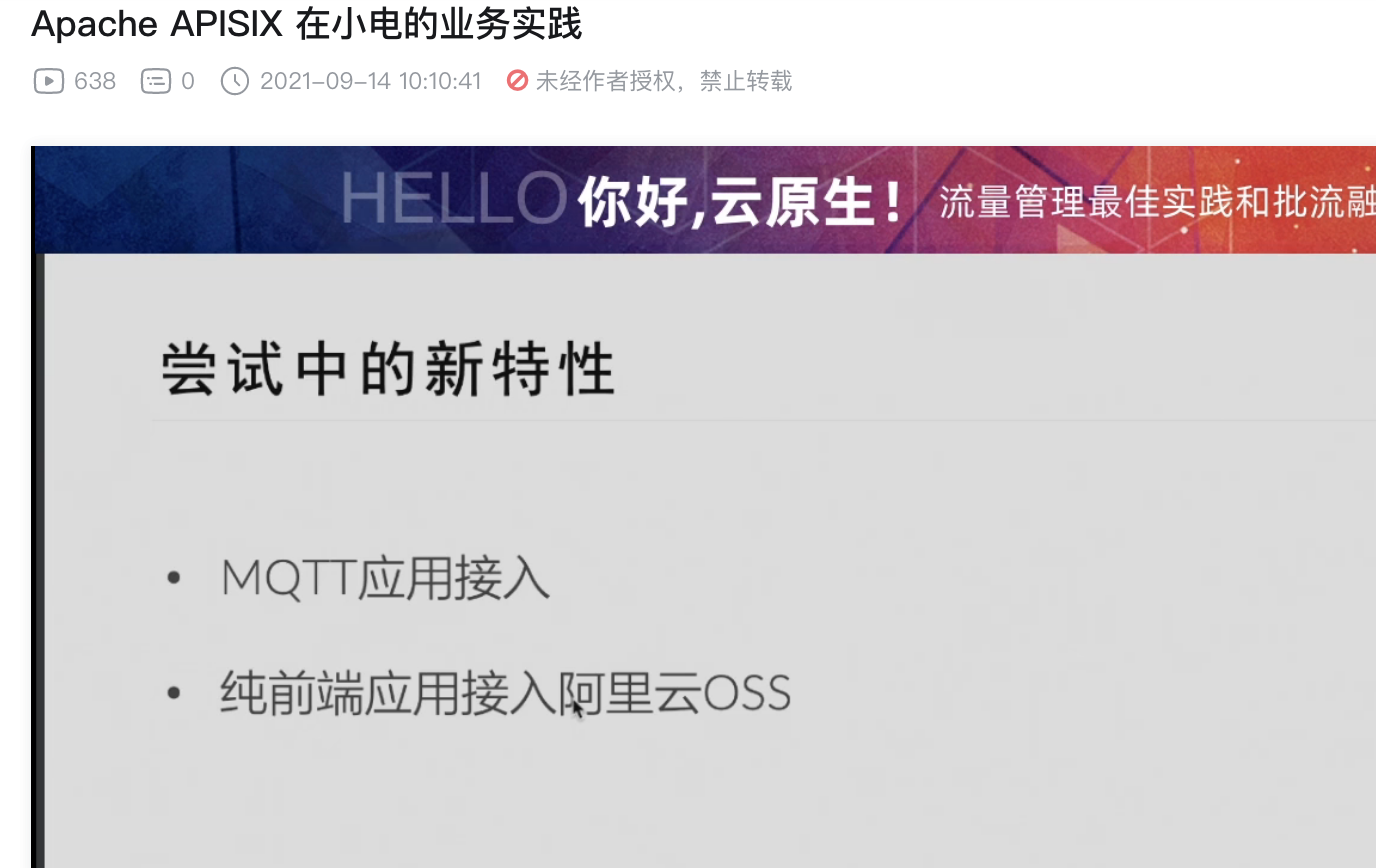 Apache APISIX 在小电的业务实践
638 0 2021-09-14 10:10:41 未经作者授权，禁止转载
HELLO 你好,云原生! 流量管理最佳实践和批流融
尝试中的新特性
• MQTT应用接入
• 纯前端应用接入阿里云OSS